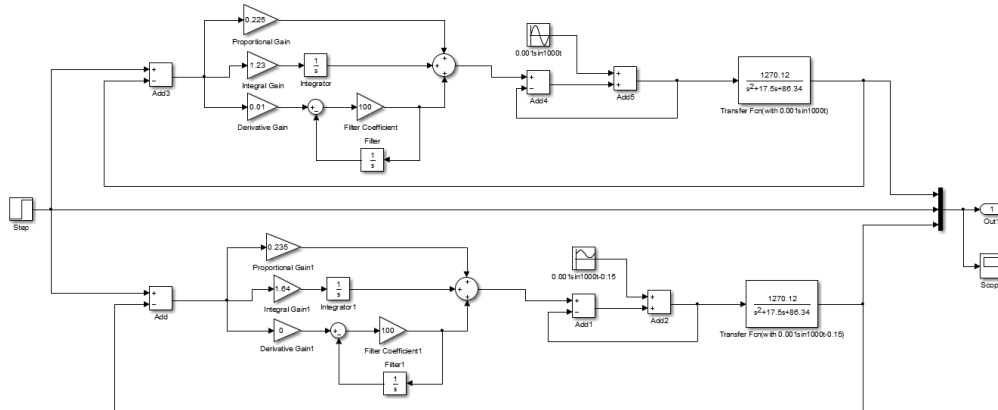 0.225
Proportional Gain
1.23
1
s
Integral Gain
Integrator
+
−
Add3
0.01
Derivative Gain
+
−
100
Filter Coefficient
Filter
1
s
+
+
+
0.001sin1000t
+
−
Add4
+
+
Add5
1270.12
s²+17.5s+86.34
Transfer Fcn(with 0.001sin1000t)
Step
1
Out1
Scop
0.235
Proportional Gain1
1.64
1
s
Integral Gain1
Integrator1
+
−
Add
0
Derivative Gain1
+
−
100
Filter Coefficient1
Filter1
1
s
+
+
+
0.001sin1000t-0.15
+
−
Add1
+
+
Add2
1270.12
s²+17.5s+86.34
Transfer Fcn(with 0.001sin1000t-0.15)